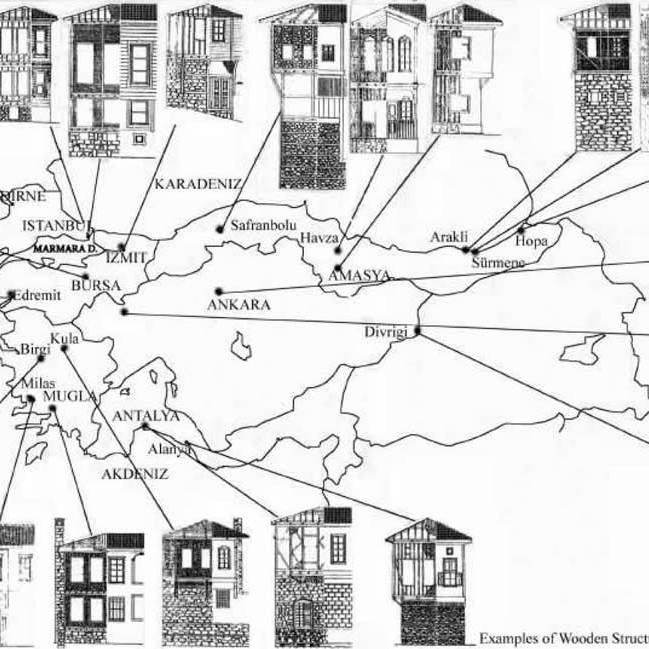 KARADENIZ
DIRNE
ISTANBUL
Safranbolu
MARMARA D.
IZMIT
Havza
Arakli
Hopa
Sürmene
AMASYA
BURSA
Edremit
ANKARA
Divrigi
Kula
Birgi
Milas
MUGLA
ANTALYA
Alanya
AKDENIZ
Examples of Wooden Struct